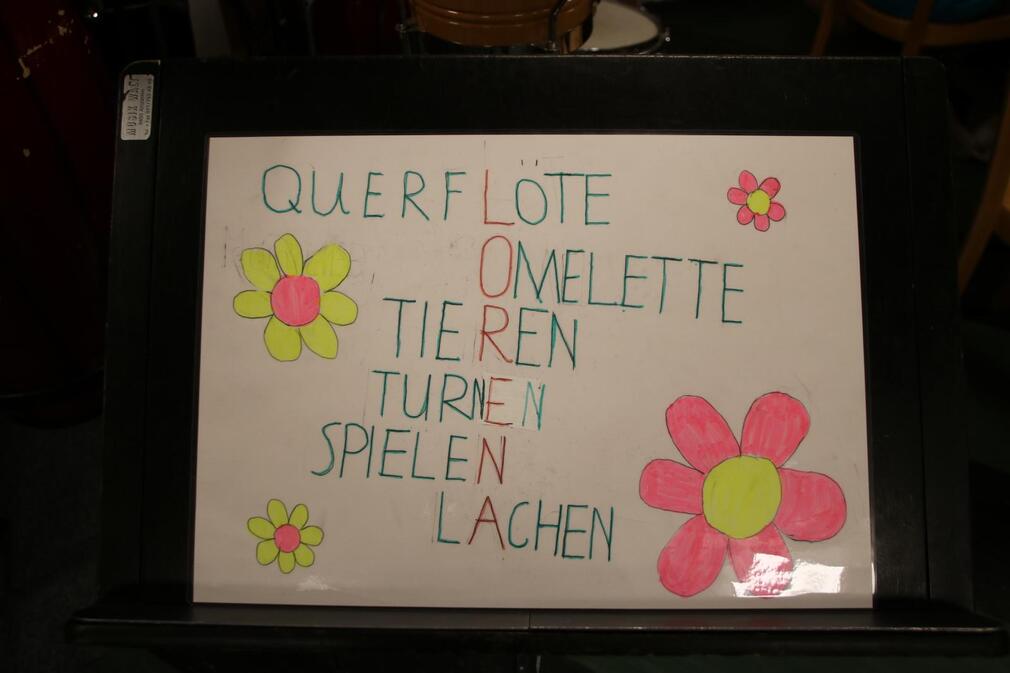 QUERFLÖTE
OMELETTE
TIEREN
TURNEN
SPIELEN
LACHEN